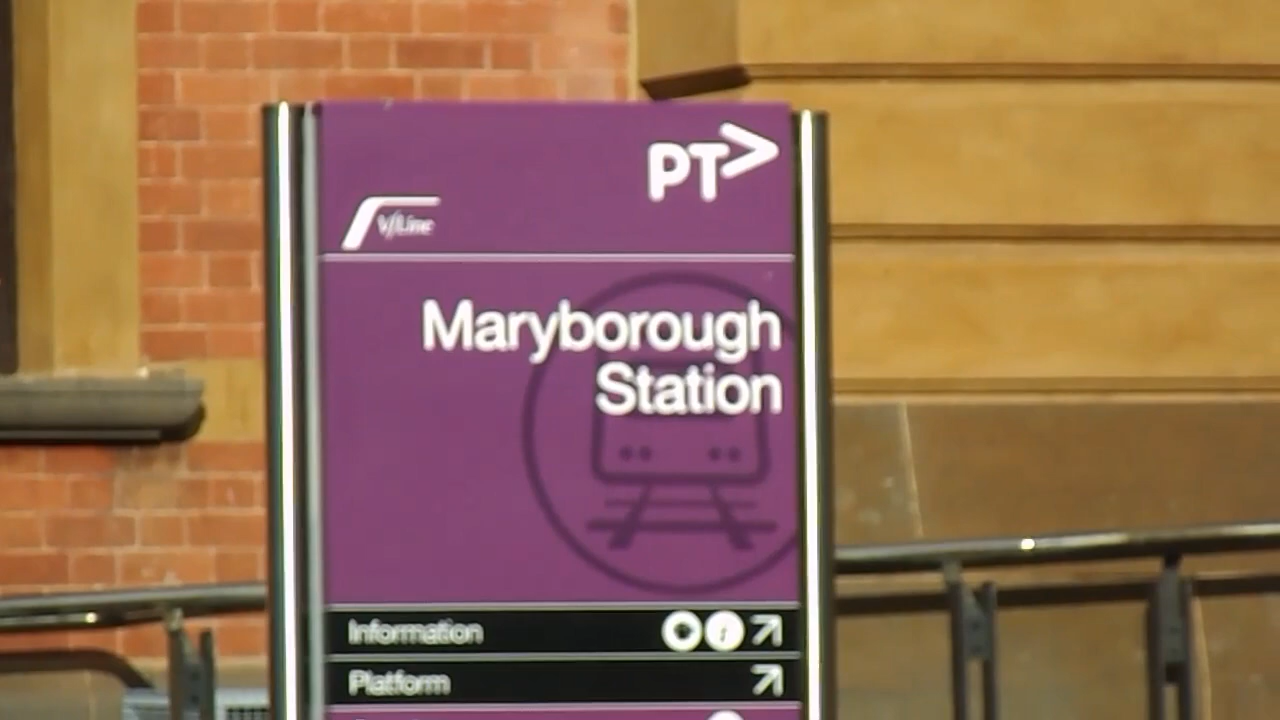 PT>
V/Line
Maryborough
Station
Information i
Platform